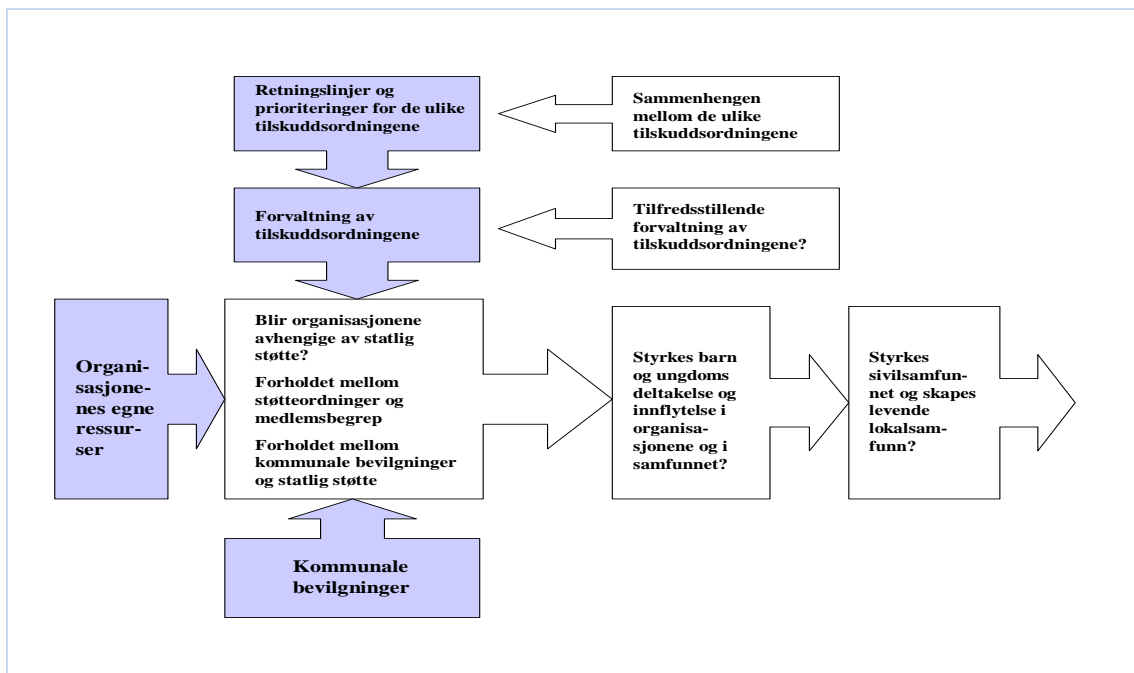 Retningslinjer og
prioriteringer for de ulike
tilskuddsordningene
Sammenhengen
mellom de ulike
tilskuddsordningene
Forvaltning av
tilskuddsordningene
Tilfredsstillende
forvaltning av
tilskuddsordningene?
Organi-
sasjone-
nes egne
ressur-
ser
Blir organisasjonene
avhengige av statlig
støtte?
Forholdet mellom
støtteordninger og
medlemsbegrep
Forholdet mellom
kommunale bevilgninger
og statlig støtte
Styrkes barn
og ungdoms
deltakelse og
innflytelse i
organisa-
sjonene og i
samfunnet?
Styrkes
sivilsamfun-
net og skapes
levende
lokalsam-
funn?
Kommunale
bevilgninger